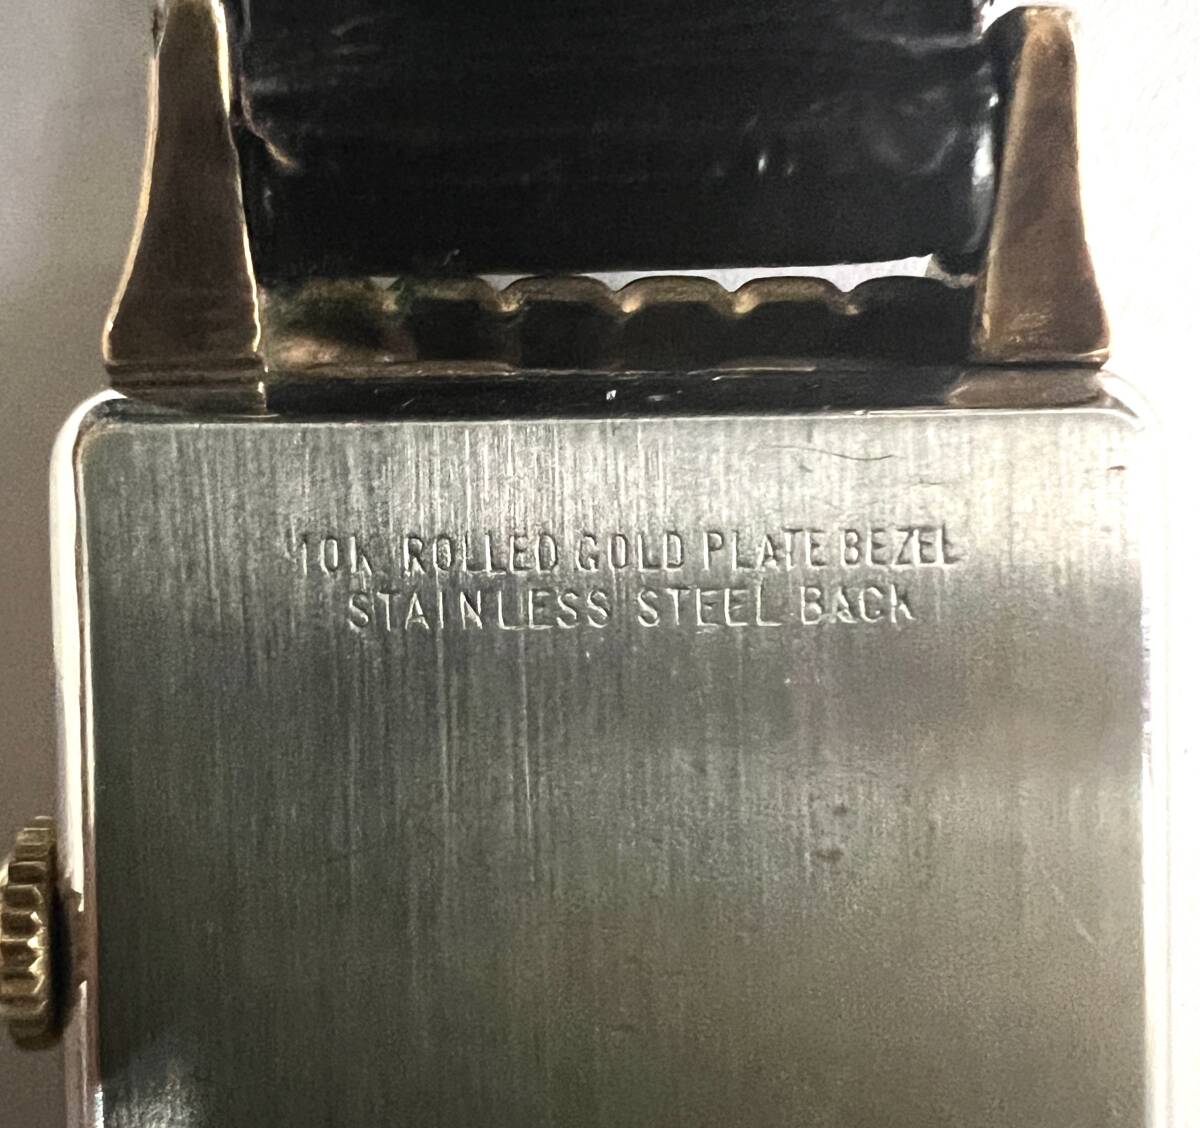 10K ROLLED GOLD PLATE BEZEL
STAINLESS STEEL BACK